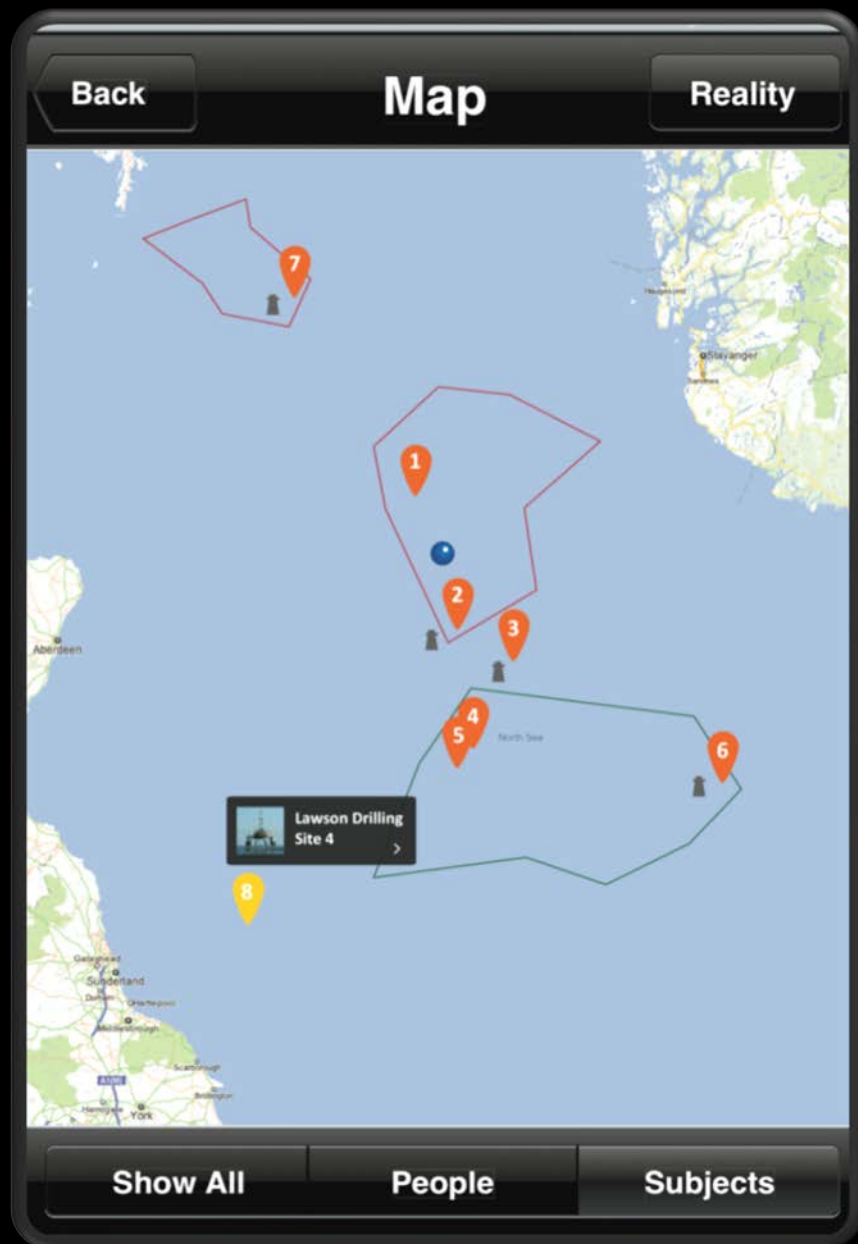 Back
Map
Reality
7
Haugesund
Stavanger
Sandnes
1
2
3
Aberdeen
4
5
North Sea
6
Lawson Drilling
Site 4
>
8
Gateshead
Sunderland
Durham
Hartlepool
Middlesbrough
Scarborough
Bridlington
Harrogate
York
Show All
People
Subjects